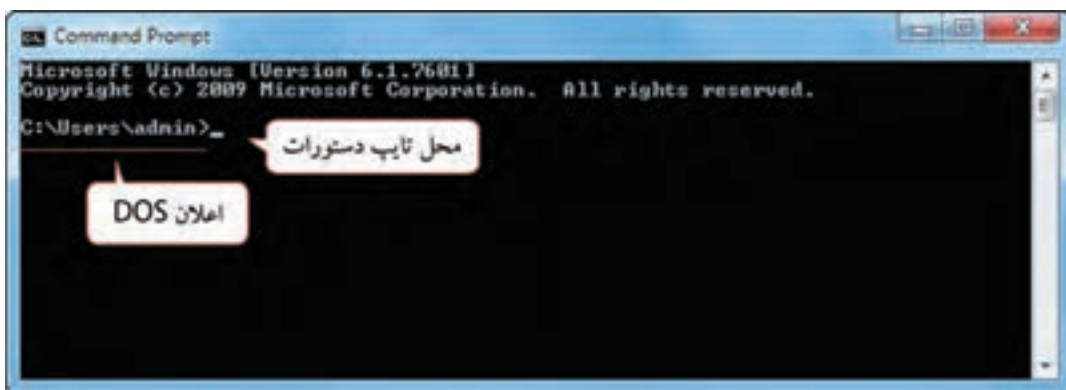 Command Prompt
Microsoft Windows [Version 6.1.7601]
Copyright (c) 2009 Microsoft Corporation.  All rights reserved.
C:\Users\admin>_
محل تایپ دستورات
اعلان DOS